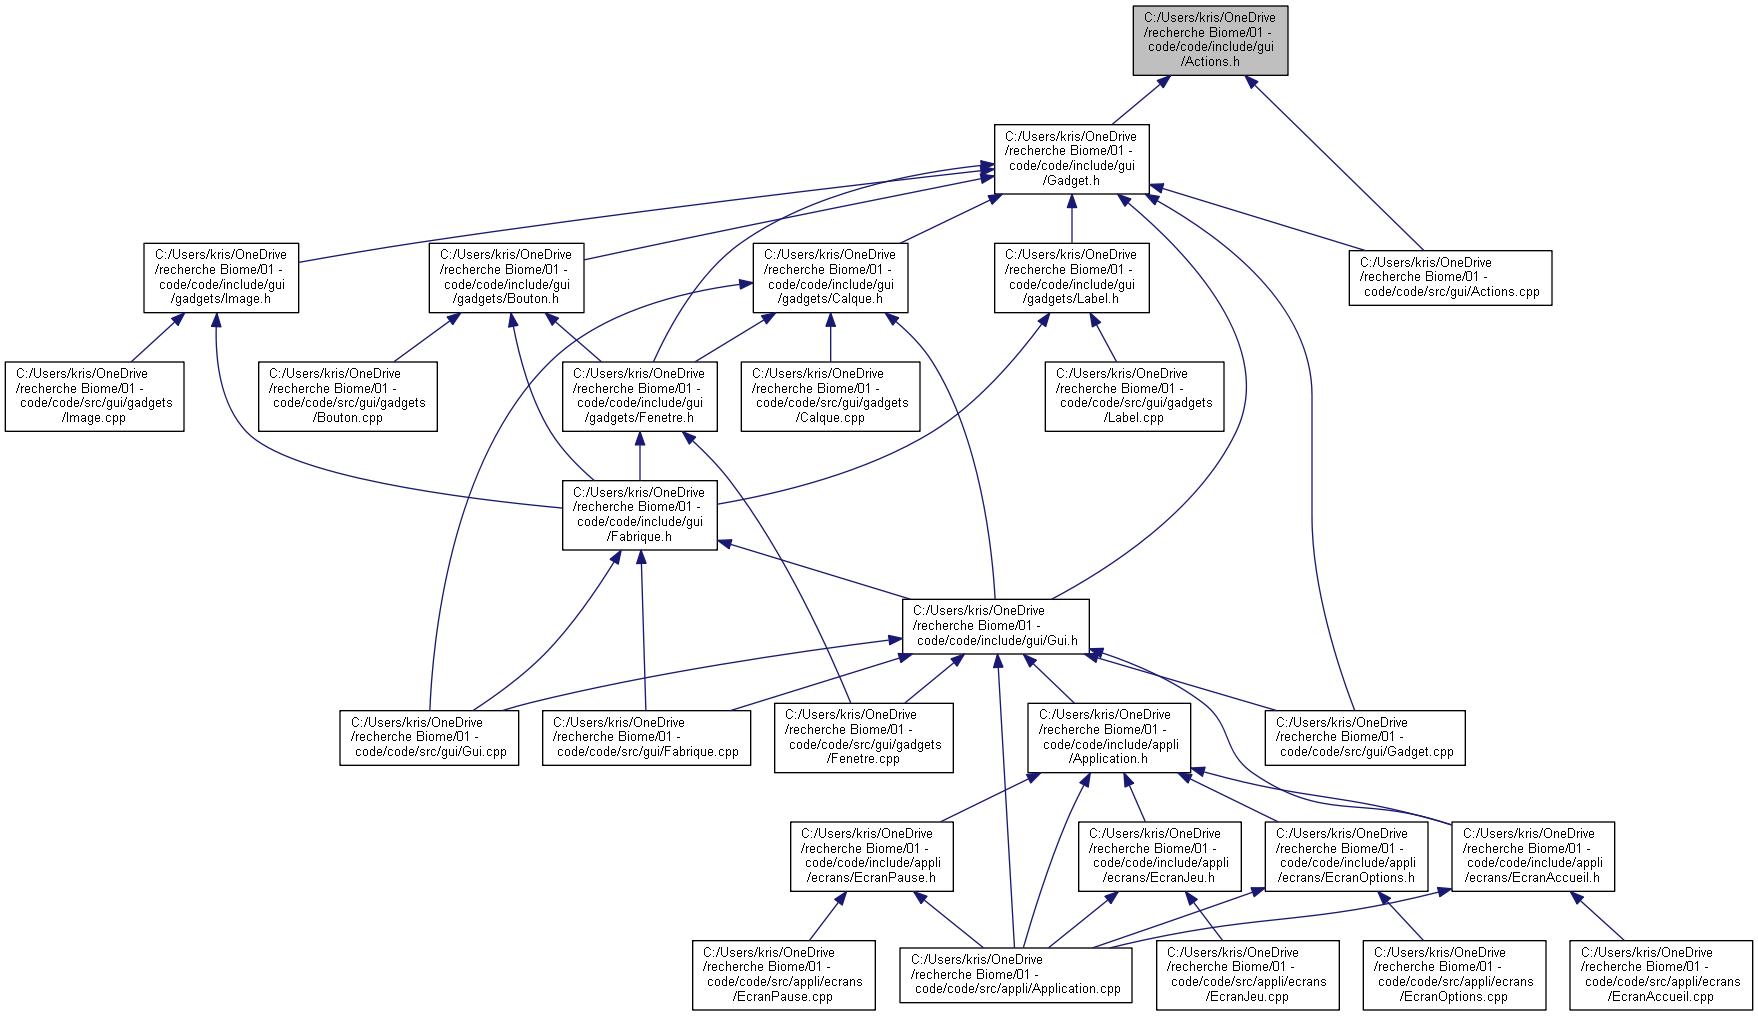 C:/Users/kris/OneDrive
/recherche Biome/01 -
code/code/include/gui
/Actions.h
C:/Users/kris/OneDrive
/recherche Biome/01 -
code/code/include/gui
/Gadget.h
C:/Users/kris/OneDrive
/recherche Biome/01 -
code/code/include/gui
/gadgets/Image.h
C:/Users/kris/OneDrive
/recherche Biome/01 -
code/code/include/gui
/gadgets/Bouton.h
C:/Users/kris/OneDrive
/recherche Biome/01 -
code/code/include/gui
/gadgets/Calque.h
C:/Users/kris/OneDrive
/recherche Biome/01 -
code/code/include/gui
/gadgets/Label.h
C:/Users/kris/OneDrive
/recherche Biome/01 -
code/code/src/gui/Actions.cpp
C:/Users/kris/OneDrive
/recherche Biome/01 -
code/code/src/gui/gadgets
/Image.cpp
C:/Users/kris/OneDrive
/recherche Biome/01 -
code/code/src/gui/gadgets
/Bouton.cpp
C:/Users/kris/OneDrive
/recherche Biome/01 -
code/code/include/gui
/gadgets/Fenetre.h
C:/Users/kris/OneDrive
/recherche Biome/01 -
code/code/src/gui/gadgets
/Calque.cpp
C:/Users/kris/OneDrive
/recherche Biome/01 -
code/code/src/gui/gadgets
/Label.cpp
C:/Users/kris/OneDrive
/recherche Biome/01 -
code/code/include/gui
/Fabrique.h
C:/Users/kris/OneDrive
/recherche Biome/01 -
code/code/include/gui/Gui.h
C:/Users/kris/OneDrive
/recherche Biome/01 -
code/code/src/gui/Gui.cpp
C:/Users/kris/OneDrive
/recherche Biome/01 -
code/code/src/gui/Fabrique.cpp
C:/Users/kris/OneDrive
/recherche Biome/01 -
code/code/src/gui/gadgets
/Fenetre.cpp
C:/Users/kris/OneDrive
/recherche Biome/01 -
code/code/include/appli
/Application.h
C:/Users/kris/OneDrive
/recherche Biome/01 -
code/code/src/gui/Gadget.cpp
C:/Users/kris/OneDrive
/recherche Biome/01 -
code/code/include/appli
/ecrans/EcranPause.h
C:/Users/kris/OneDrive
/recherche Biome/01 -
code/code/include/appli
/ecrans/EcranJeu.h
C:/Users/kris/OneDrive
/recherche Biome/01 -
code/code/include/appli
/ecrans/EcranOptions.h
C:/Users/kris/OneDrive
/recherche Biome/01 -
code/code/include/appli
/ecrans/EcranAccueil.h
C:/Users/kris/OneDrive
/recherche Biome/01 -
code/code/src/appli/ecrans
/EcranPause.cpp
C:/Users/kris/OneDrive
/recherche Biome/01 -
code/code/src/appli/Application.cpp
C:/Users/kris/OneDrive
/recherche Biome/01 -
code/code/src/appli/ecrans
/EcranJeu.cpp
C:/Users/kris/OneDrive
/recherche Biome/01 -
code/code/src/appli/ecrans
/EcranOptions.cpp
C:/Users/kris/OneDrive
/recherche Biome/01 -
code/code/src/appli/ecrans
/EcranAccueil.cpp